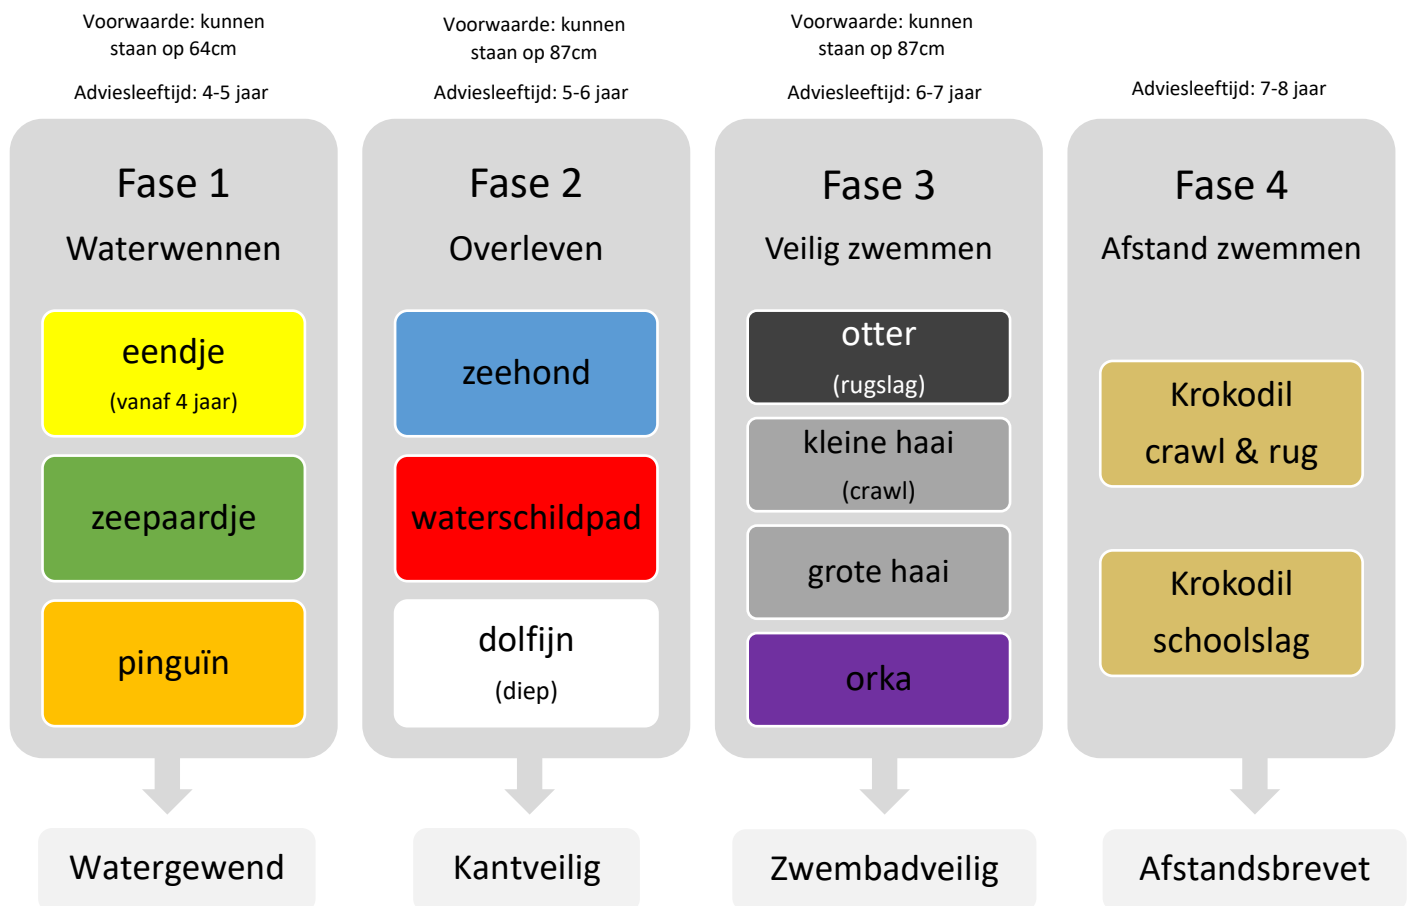 Voorwaarde: kunnen
staan op 64cm
Adviesleeftijd: 4-5 jaar
Fase 1
Waterwennen
eendje
(vanaf 4 jaar)
zeepaardje
pinguïn
Watergewend
Voorwaarde: kunnen
staan op 87cm
Adviesleeftijd: 5-6 jaar
Fase 2
Overleven
zeehond
waterschildpad
dolfijn
(diep)
Kantveilig
Voorwaarde: kunnen
staan op 87cm
Adviesleeftijd: 6-7 jaar
Fase 3
Veilig zwemmen
otter
(rugslag)
kleine haai
(crawl)
grote haai
orka
Zwembadveilig
Adviesleeftijd: 7-8 jaar
Fase 4
Afstand zwemmen
Krokodil
crawl & rug
Krokodil
schoolslag
Afstandsbrevet